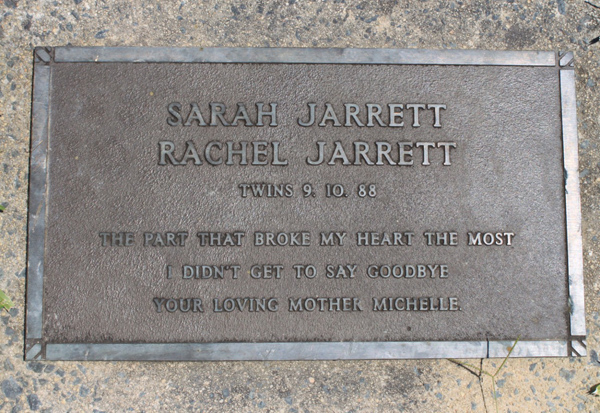 SARAH JARRETT
RACHEL JARRETT
TWINS 9. 10. 88
THE PART THAT BROKE MY HEART THE MOST
I DIDN'T GET TO SAY GOODBYE
YOUR LOVING MOTHER MICHELLE.